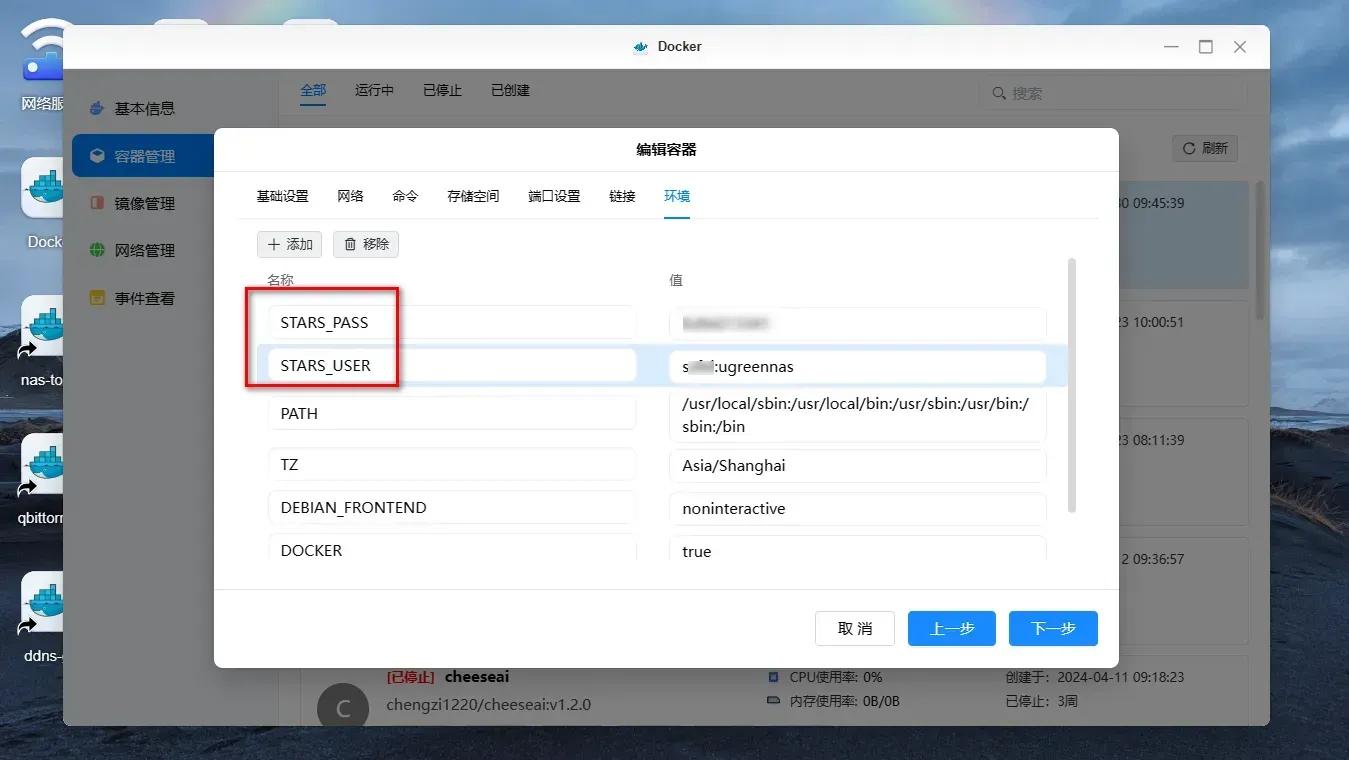 Docker
网络服
基本信息
容器管理
镜像管理
网络管理
事件查看
全部 运行中 已停止 已创建
搜索
刷新
编辑容器
基础设置 网络 命令 存储空间 端口设置 链接 环境
添加 移除
名称 值
STARS_PASS
STARS_USER :ugreennas
PATH /usr/local/sbin:/usr/local/bin:/usr/sbin:/usr/bin:/
sbin:/bin
TZ Asia/Shanghai
DEBIAN_FRONTEND noninteractive
DOCKER true
取消 上一步 下一步
0 09:45:39
3 10:00:51
3 08:11:39
2 09:36:57
Dock
nas-to
qbittorr
ddns-
[已停止] cheeseai
C
chengzi1220/cheeseai:v1.2.0
CPU使用率: 0%
内存使用率: 0B/0B
创建于: 2024-04-11 09:18:23
已停止: 3周